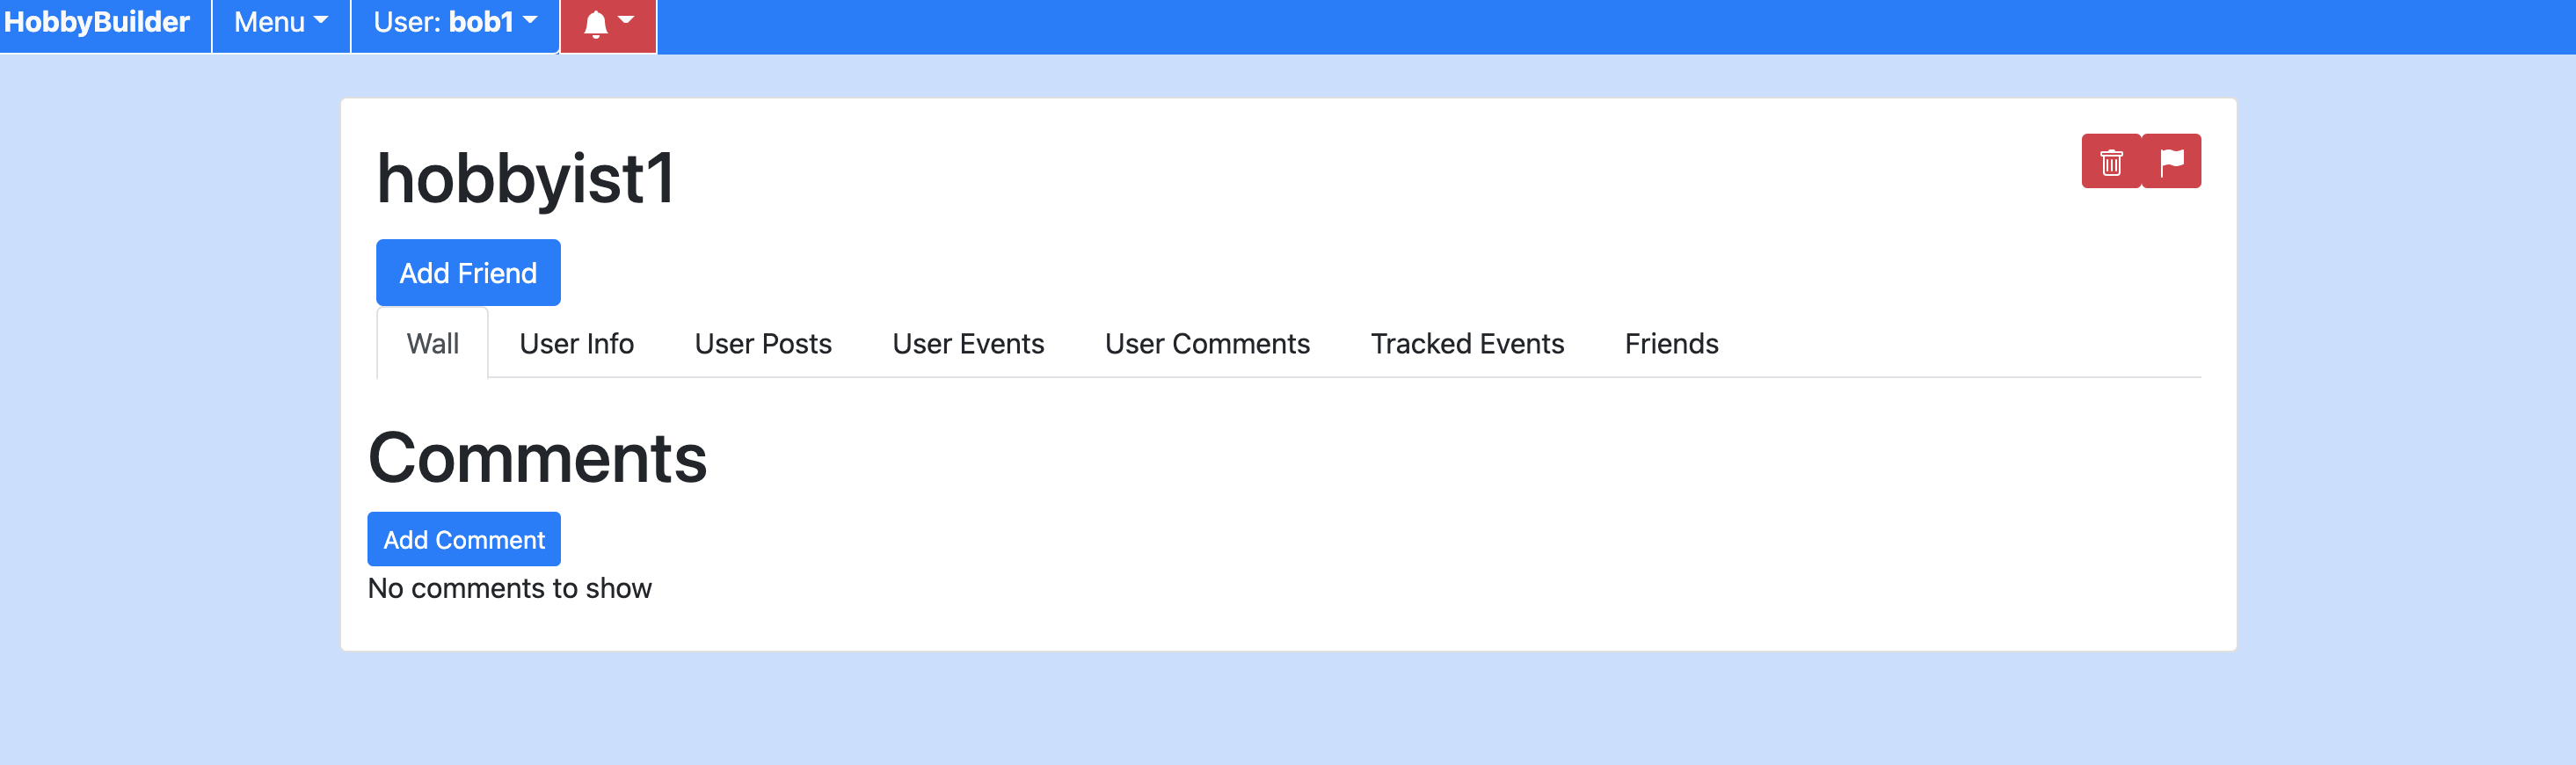 HobbyBuilder Menu User: bob1
hobbyist1
Add Friend
Wall User Info User Posts User Events User Comments Tracked Events Friends
Comments
Add Comment
No comments to show